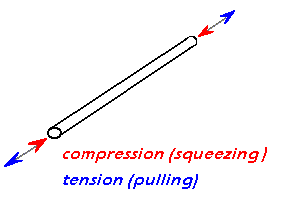 compression (squeezing)
tension (pulling)